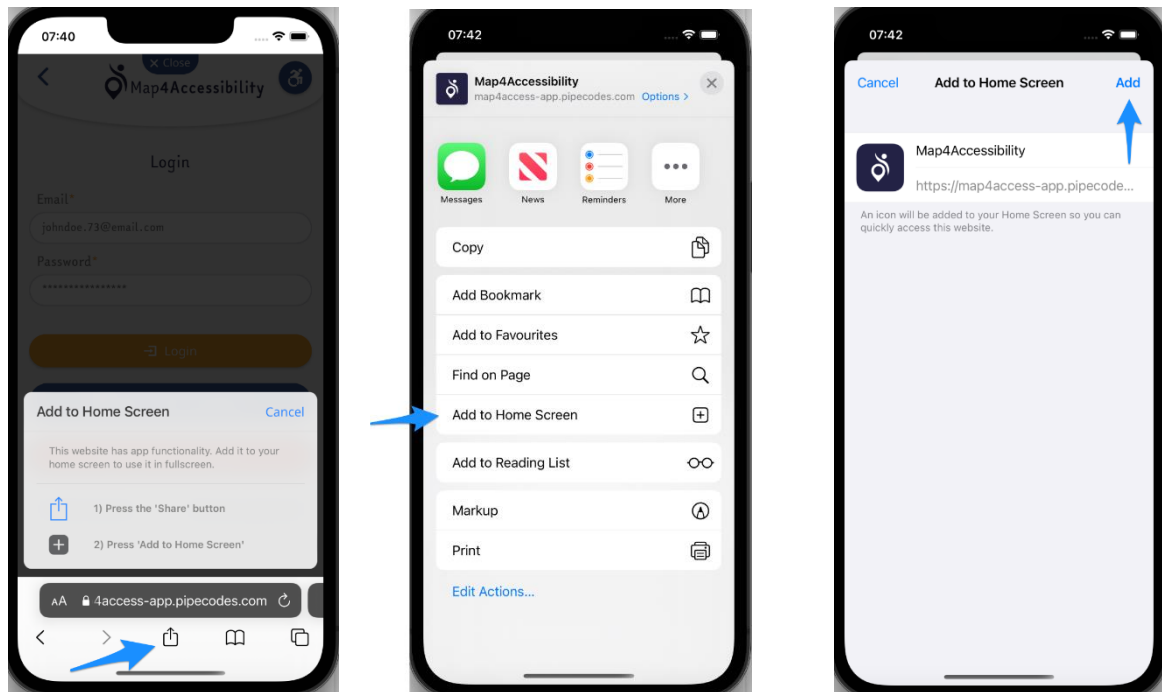 07:40
× Close
Map4Accessibility
Login
Email*
johndoe.73@email.com
Password*
****************
Login
Add to Home Screen Cancel
This website has app functionality. Add it to your
home screen to use it in fullscreen.
1) Press the 'Share' button
2) Press 'Add to Home Screen'
AA 4access-app.pipecodes.com
07:42
Map4Accessibility
map4access-app.pipecodes.com Options >
Messages News Reminders More
Copy
Add Bookmark
Add to Favourites
Find on Page
Add to Home Screen
Add to Reading List
Markup
Print
Edit Actions...
07:42
Cancel Add to Home Screen Add
Map4Accessibility
https://map4access-app.pipecode...
An icon will be added to your Home Screen so you can
quickly access this website.